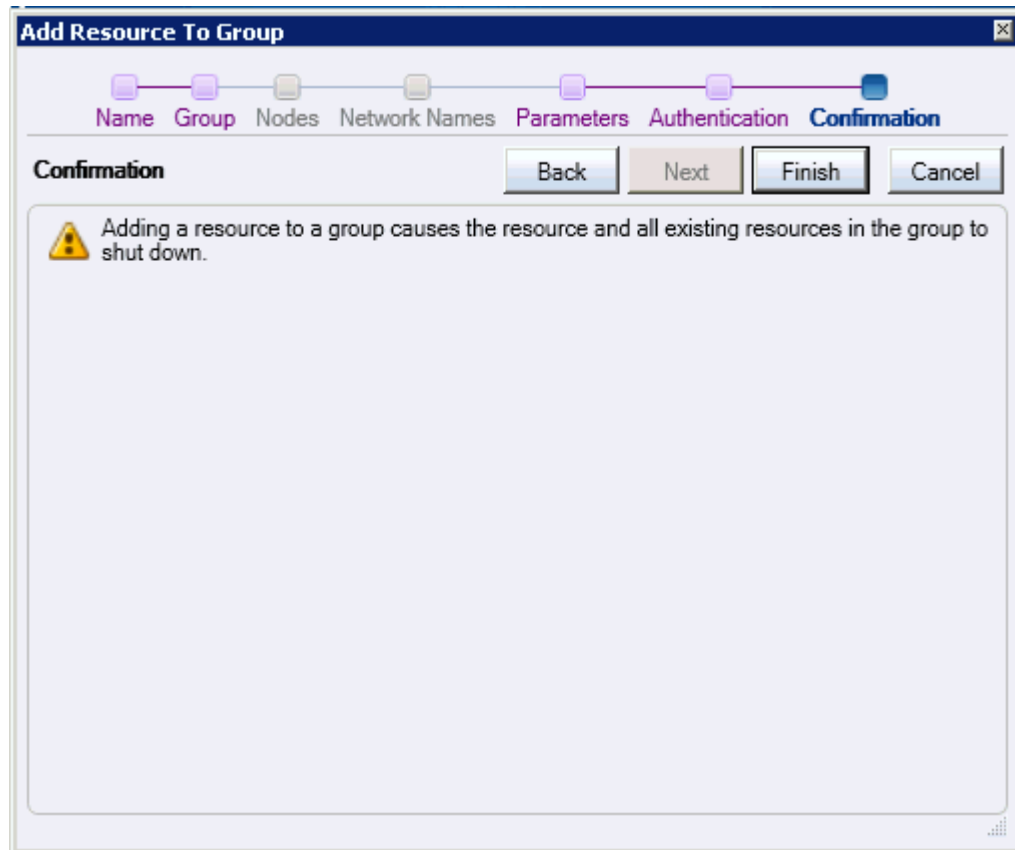 Add Resource To Group
Name Group Nodes Network Names Parameters Authentication Confirmation
Confirmation Back Next Finish Cancel
Adding a resource to a group causes the resource and all existing resources in the group to
shut down.